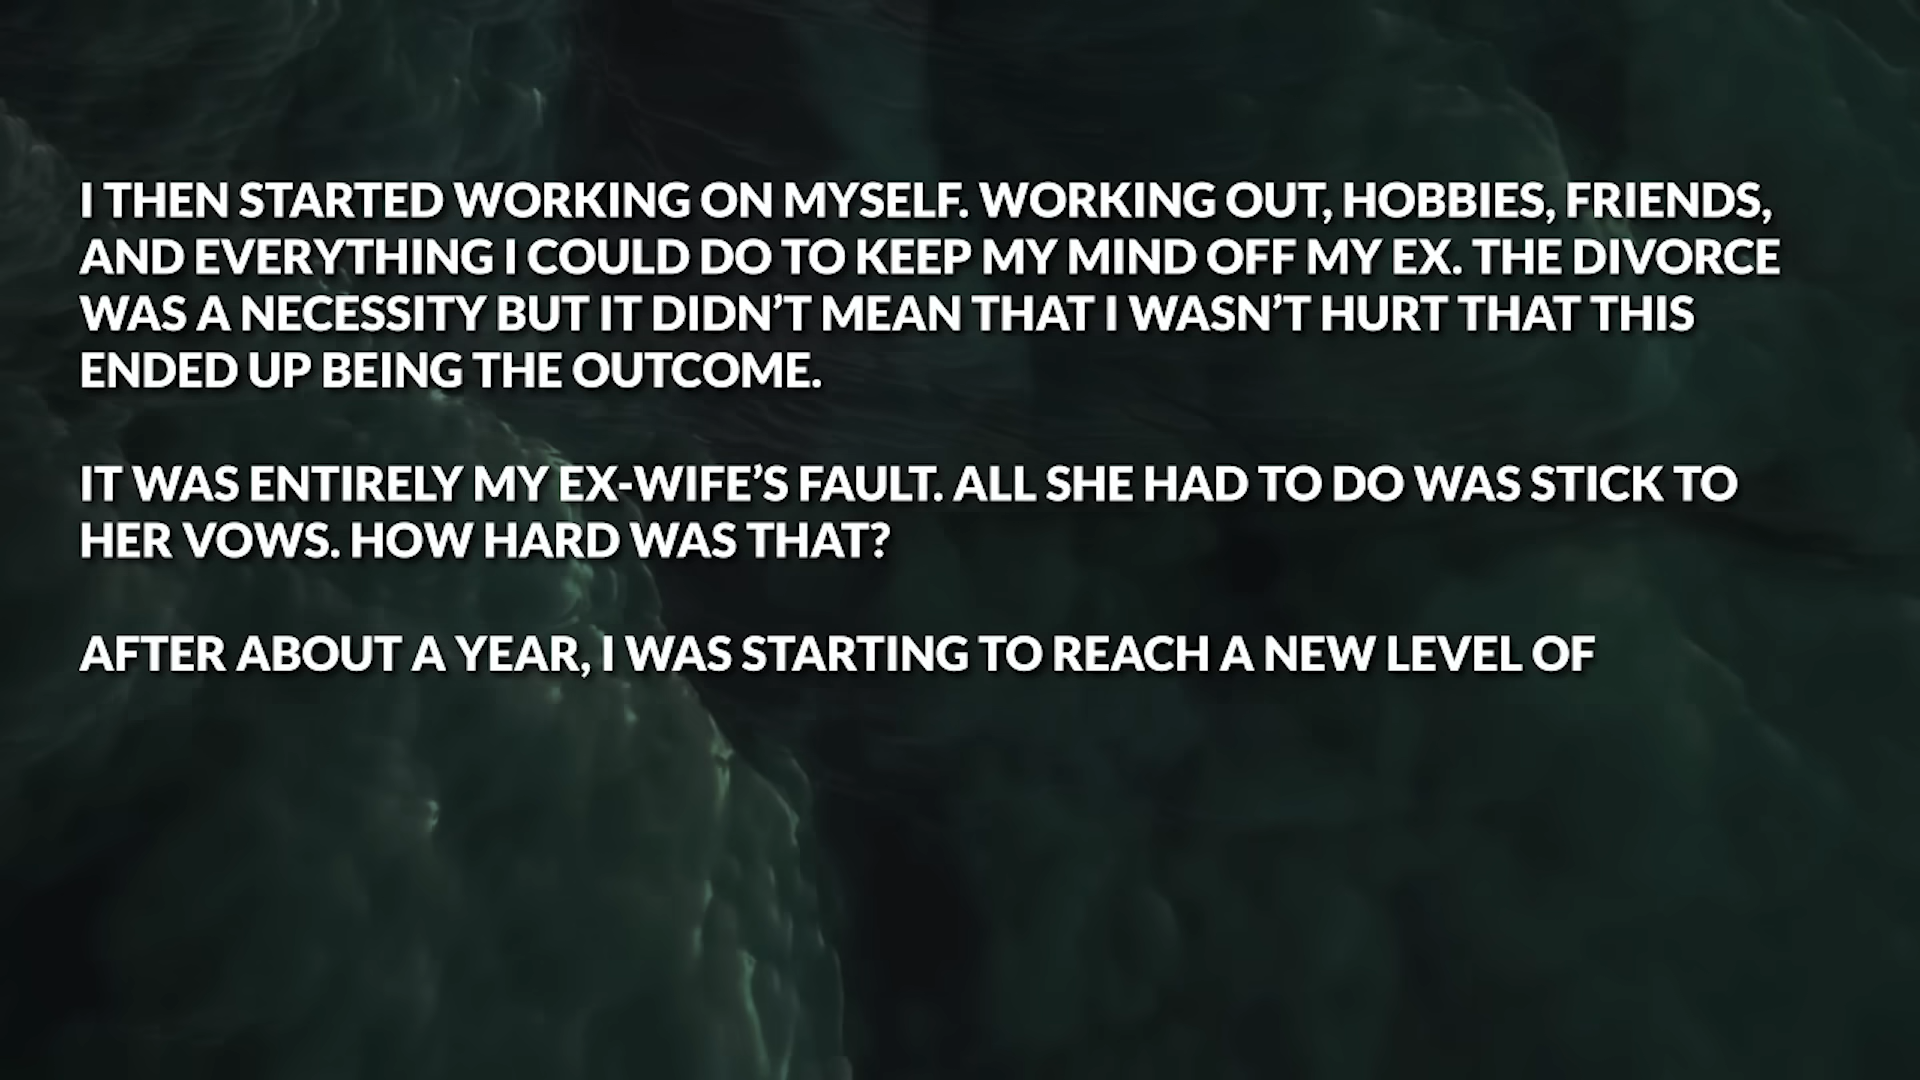 I THEN STARTED WORKING ON MYSELF. WORKING OUT, HOBBIES, FRIENDS,
AND EVERYTHING I COULD DO TO KEEP MY MIND OFF MY EX. THE DIVORCE
WAS A NECESSITY BUT IT DIDN’T MEAN THAT I WASN’T HURT THAT THIS
ENDED UP BEING THE OUTCOME.
IT WAS ENTIRELY MY EX-WIFE’S FAULT. ALL SHE HAD TO DO WAS STICK TO
HER VOWS. HOW HARD WAS THAT?
AFTER ABOUT A YEAR, I WAS STARTING TO REACH A NEW LEVEL OF